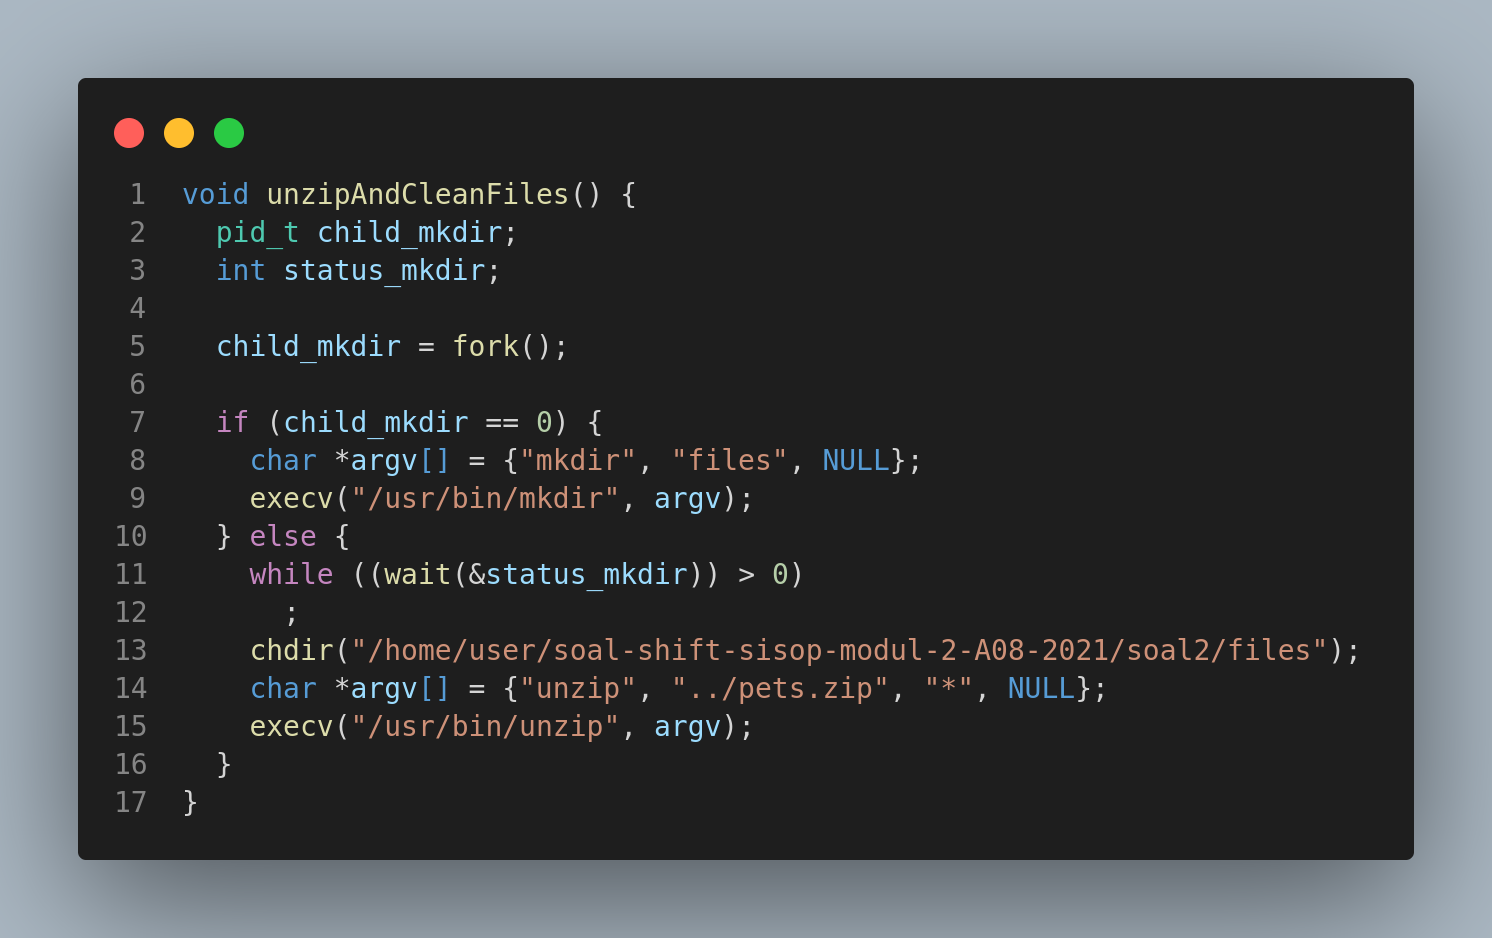 1 void unzipAndCleanFiles() {
2   pid_t child_mkdir;
3   int status_mkdir;
4
5   child_mkdir = fork();
6
7   if (child_mkdir == 0) {
8     char *argv[] = {"mkdir", "files", NULL};
9     execv("/usr/bin/mkdir", argv);
10   } else {
11     while ((wait(&status_mkdir)) > 0)
12       ;
13     chdir("/home/user/soal-shift-sisop-modul-2-A08-2021/soal2/files");
14     char *argv[] = {"unzip", "../pets.zip", "*", NULL};
15     execv("/usr/bin/unzip", argv);
16   }
17 }